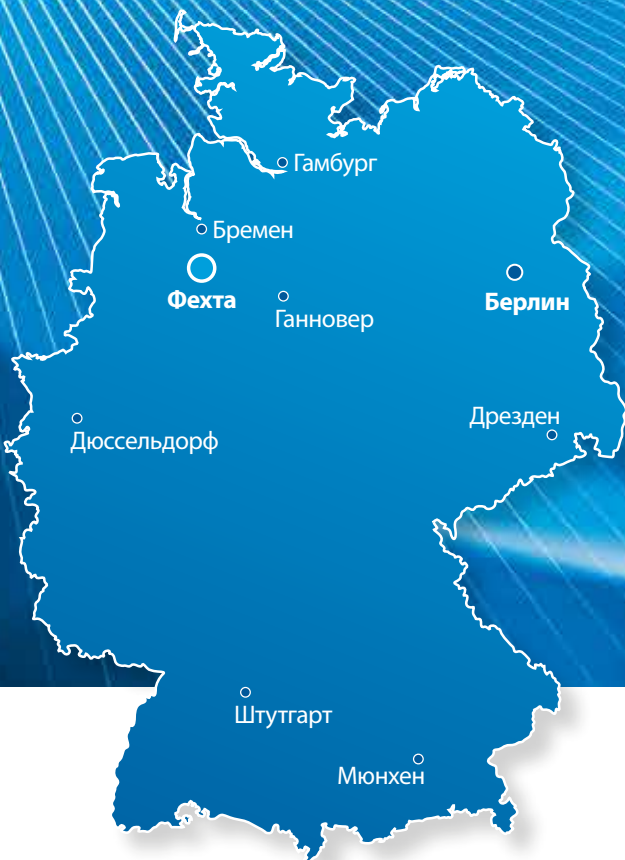 Гамбург
Бремен
Фехта
Ганновер
Берлин
Дюссельдорф
Дрезден
Штутгарт
Мюнхен